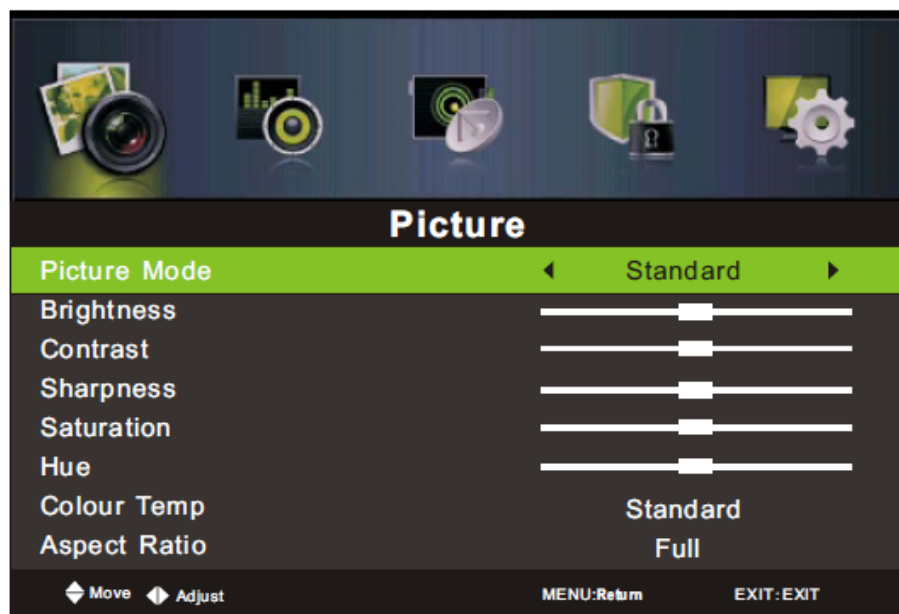 Picture
Picture Mode Standard
Brightness
Contrast
Sharpness
Saturation
Hue
Colour Temp Standard
Aspect Ratio Full
Move Adjust MENU:Return EXIT:EXIT